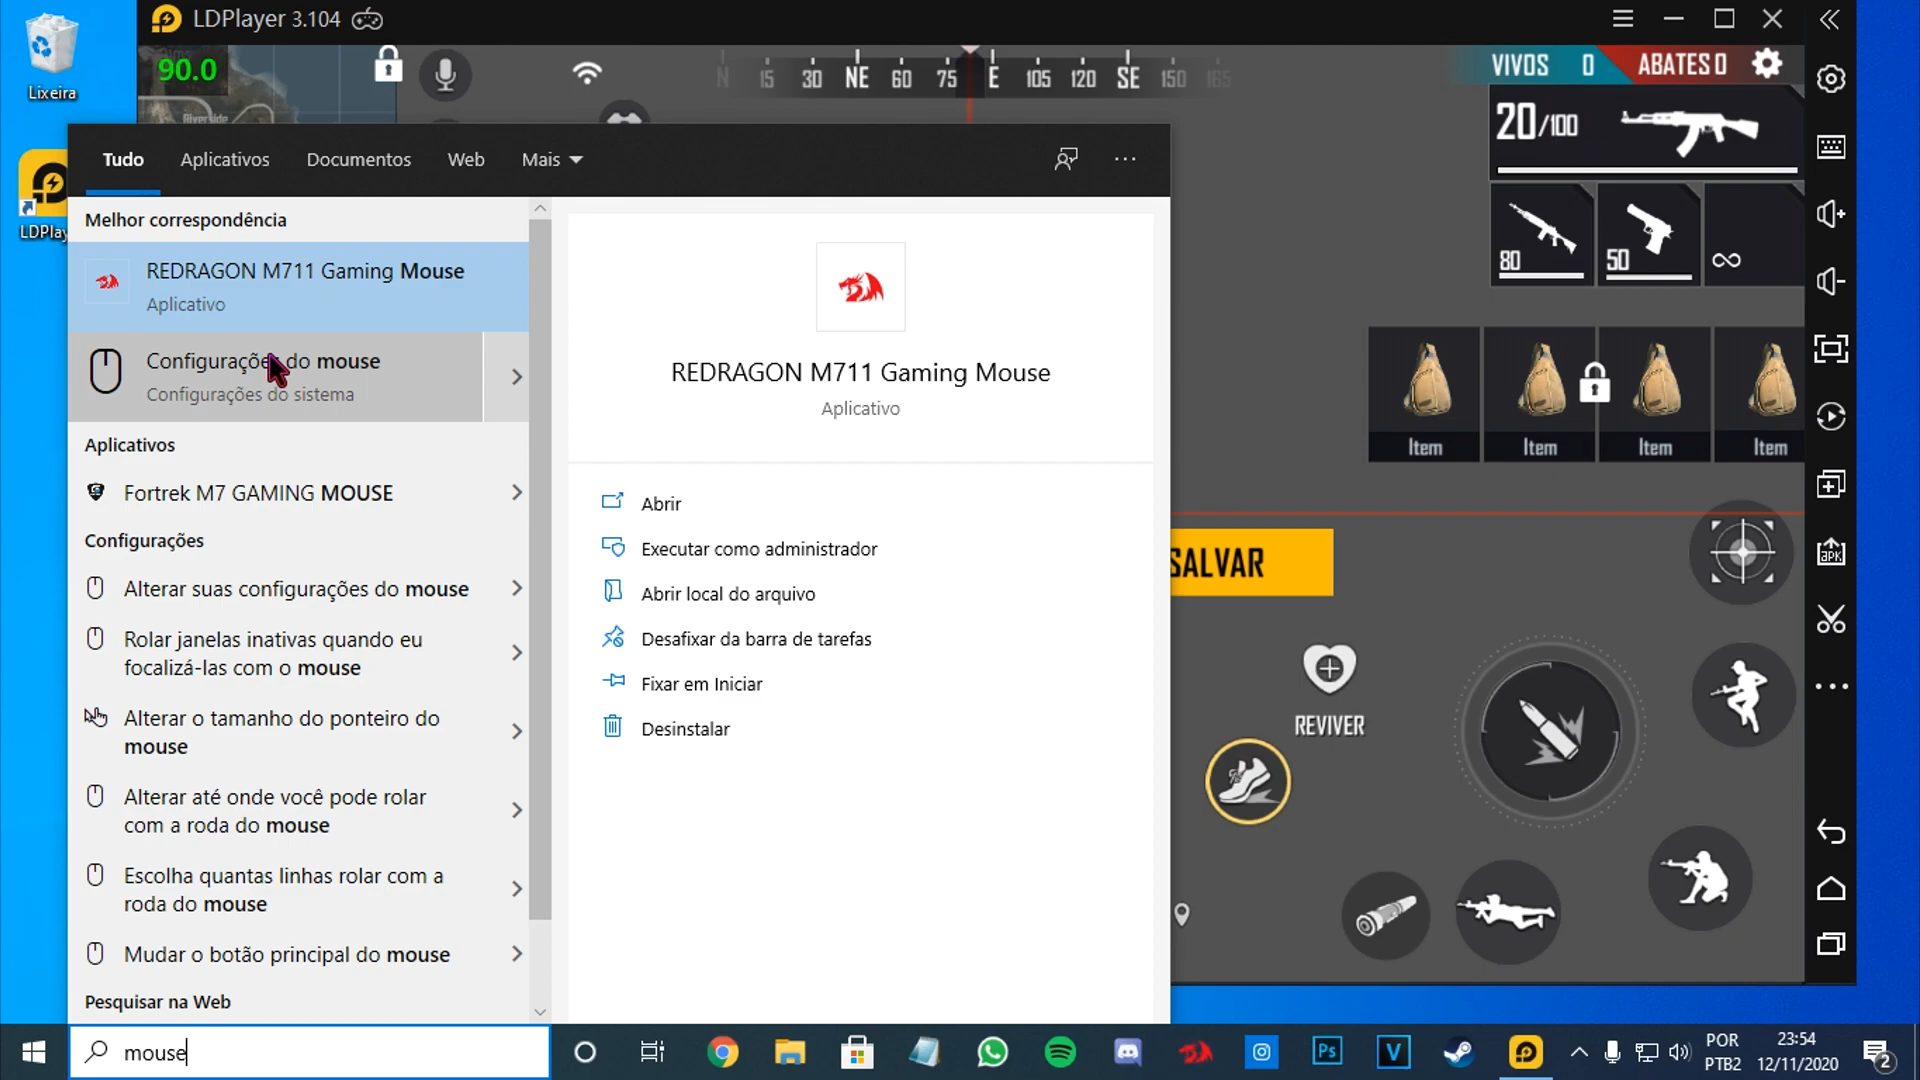 Lixeira
LDPlay
LDPlayer 3.104
90.0
Riverside
N 15 30 NE 60 75 E 105 120 SE 150 165
VIVOS 0 ABATES 0
20/100
80
50
∞
Item Item Item Item
SALVAR
REVIVER
APK
Tudo Aplicativos Documentos Web Mais
Melhor correspondência
REDRAGON M711 Gaming Mouse
Aplicativo
Configurações do mouse
Configurações do sistema
Aplicativos
Fortrek M7 GAMING MOUSE
Configurações
Alterar suas configurações do mouse
Rolar janelas inativas quando eu
focalizá-las com o mouse
Alterar o tamanho do ponteiro do
mouse
Alterar até onde você pode rolar
com a roda do mouse
Escolha quantas linhas rolar com a
roda do mouse
Mudar o botão principal do mouse
Pesquisar na Web
REDRAGON M711 Gaming Mouse
Aplicativo
Abrir
Executar como administrador
Abrir local do arquivo
Desafixar da barra de tarefas
Fixar em Iniciar
Desinstalar
mouse
Ps
V
POR
PTB2
23:54
12/11/2020
2